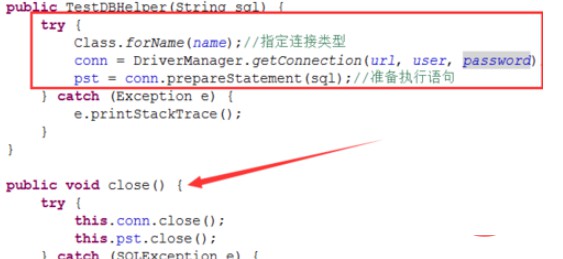 public TestDBHelper(String sql) {
try {
Class.forName(name);//指定连接类型
conn = DriverManager.getConnection(url, user, password)
pst = conn.prepareStatement(sql);//准备执行语句
} catch (Exception e) {
e.printStackTrace();
}
}
public void close() {
try {
this.conn.close();
this.pst.close();
} catch (SQLException e) {